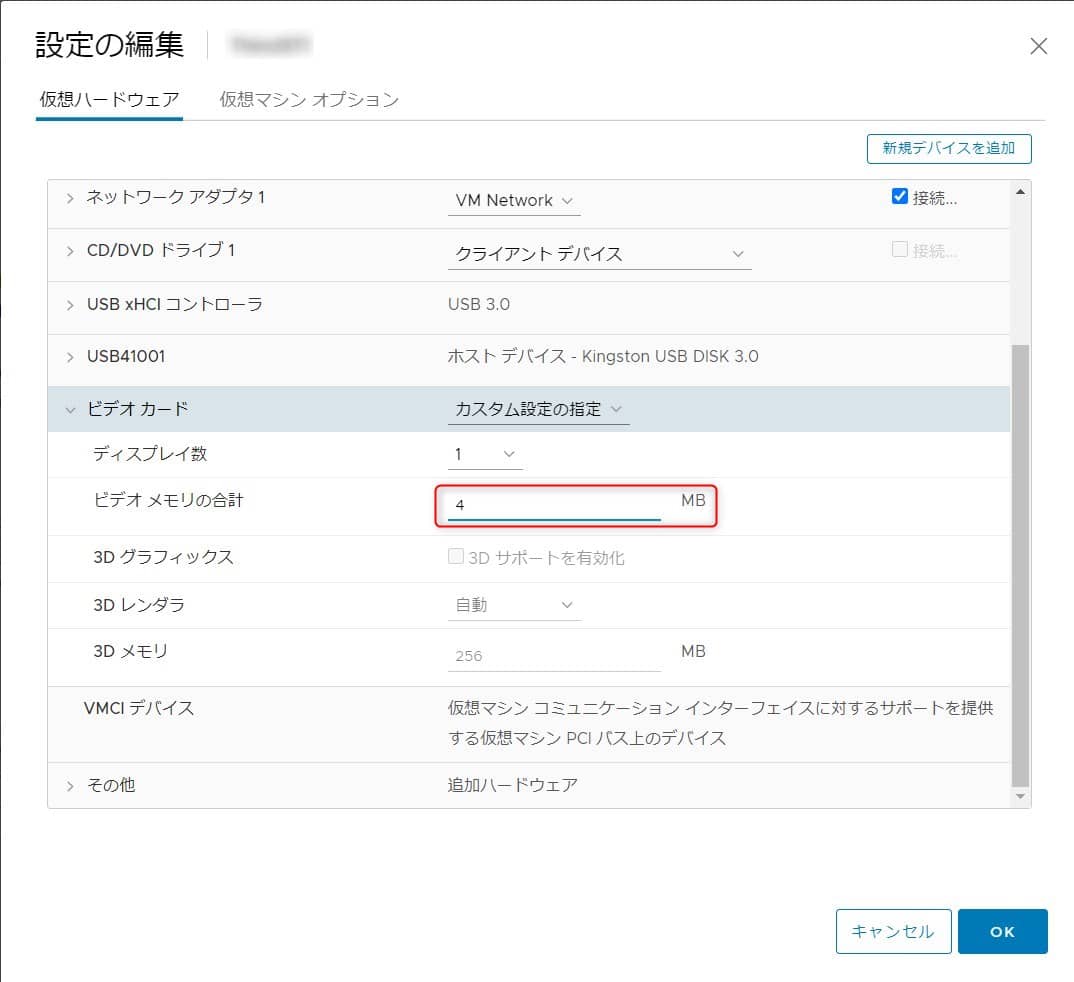 設定の編集
仮想ハードウェア 仮想マシン オプション
新規デバイスを追加
ネットワーク アダプタ 1 VM Network 接続...
CD/DVD ドライブ 1 クライアント デバイス 接続...
USB xHCI コントローラ USB 3.0
USB41001 ホスト デバイス - Kingston USB DISK 3.0
ビデオ カード カスタム設定の指定
ディスプレイ数 1
ビデオ メモリの合計 4 MB
3D グラフィックス 3D サポートを有効化
3D レンダラ 自動
3D メモリ 256 MB
VMCI デバイス 仮想マシン コミュニケーション インターフェイスに対するサポートを提供
する仮想マシン PCI バス上のデバイス
その他 追加ハードウェア
キャンセル OK